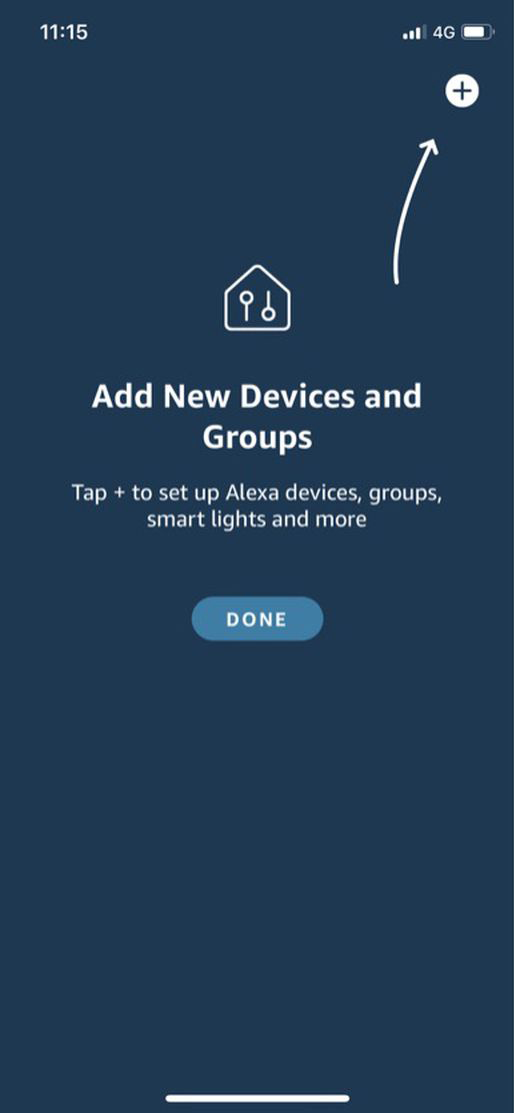 11:15 4G
Add New Devices and
Groups
Tap + to set up Alexa devices, groups,
smart lights and more
DONE